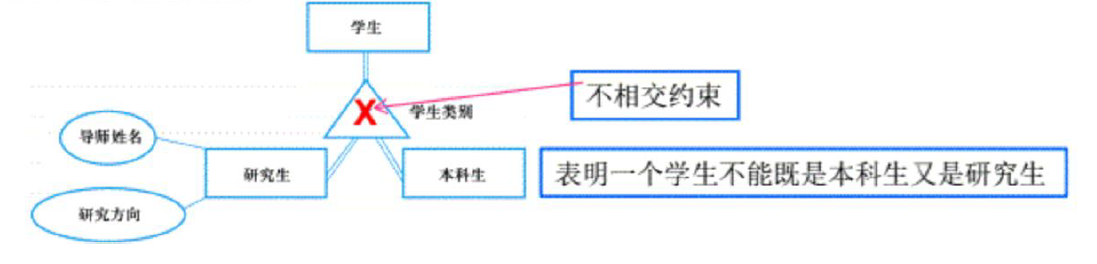 学生
X
学生类别
不相交约束
导师姓名
研究生
本科生
表明一个学生不能既是本科生又是研究生
研究方向